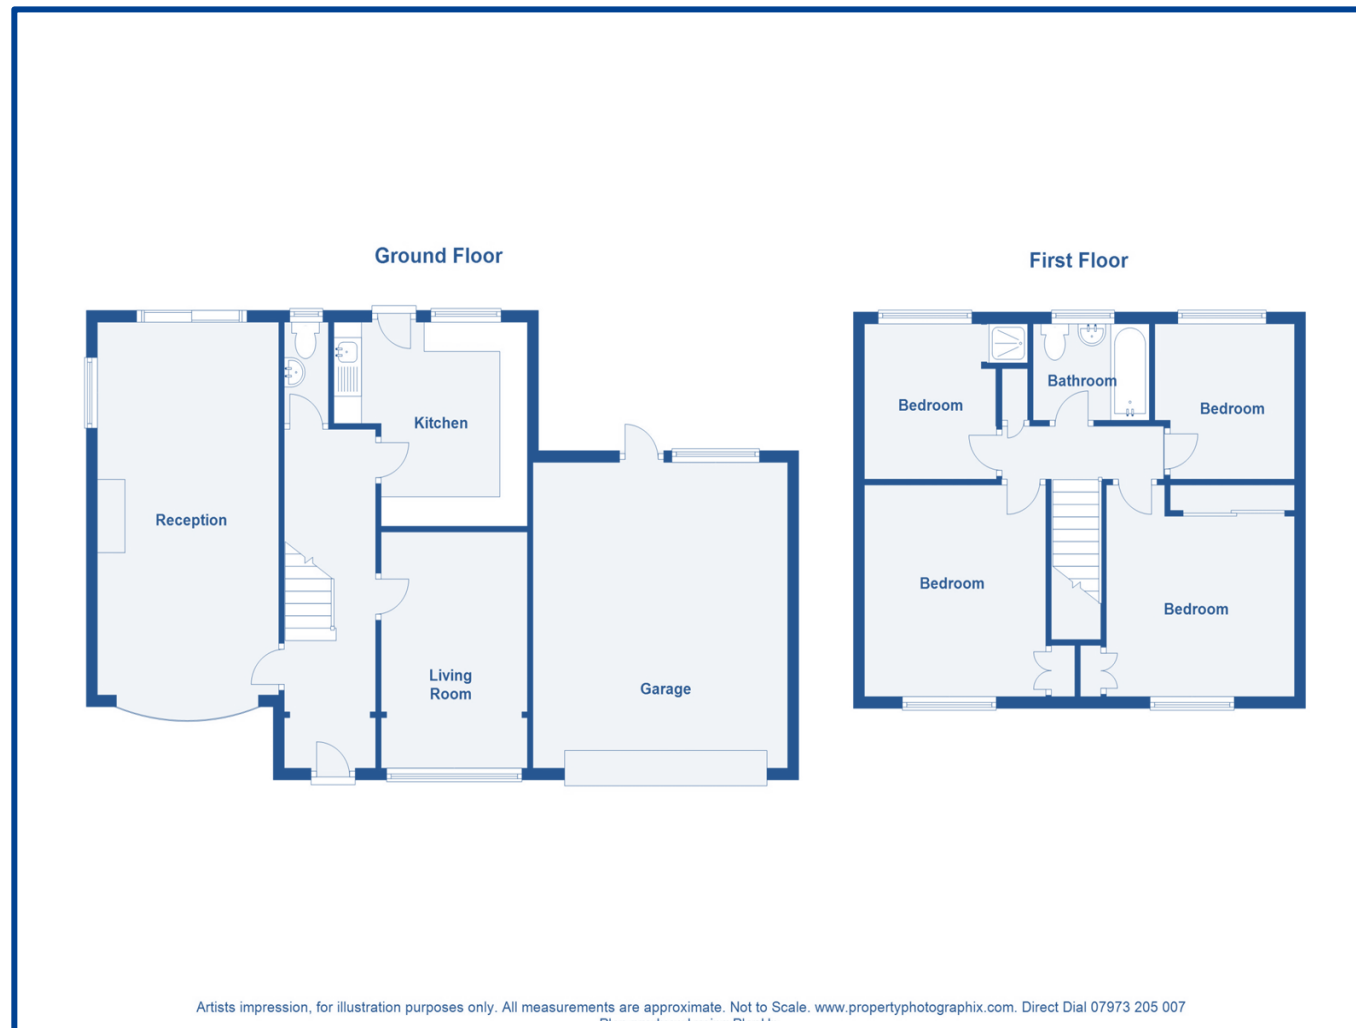 Ground Floor
First Floor
Reception
Kitchen
Living
Room
Garage
Bedroom
Bathroom
Bedroom
Bedroom
Bedroom
Artists impression, for illustration purposes only. All measurements are approximate. Not to Scale. www.propertyphotographix.com. Direct Dial 07973 205 007